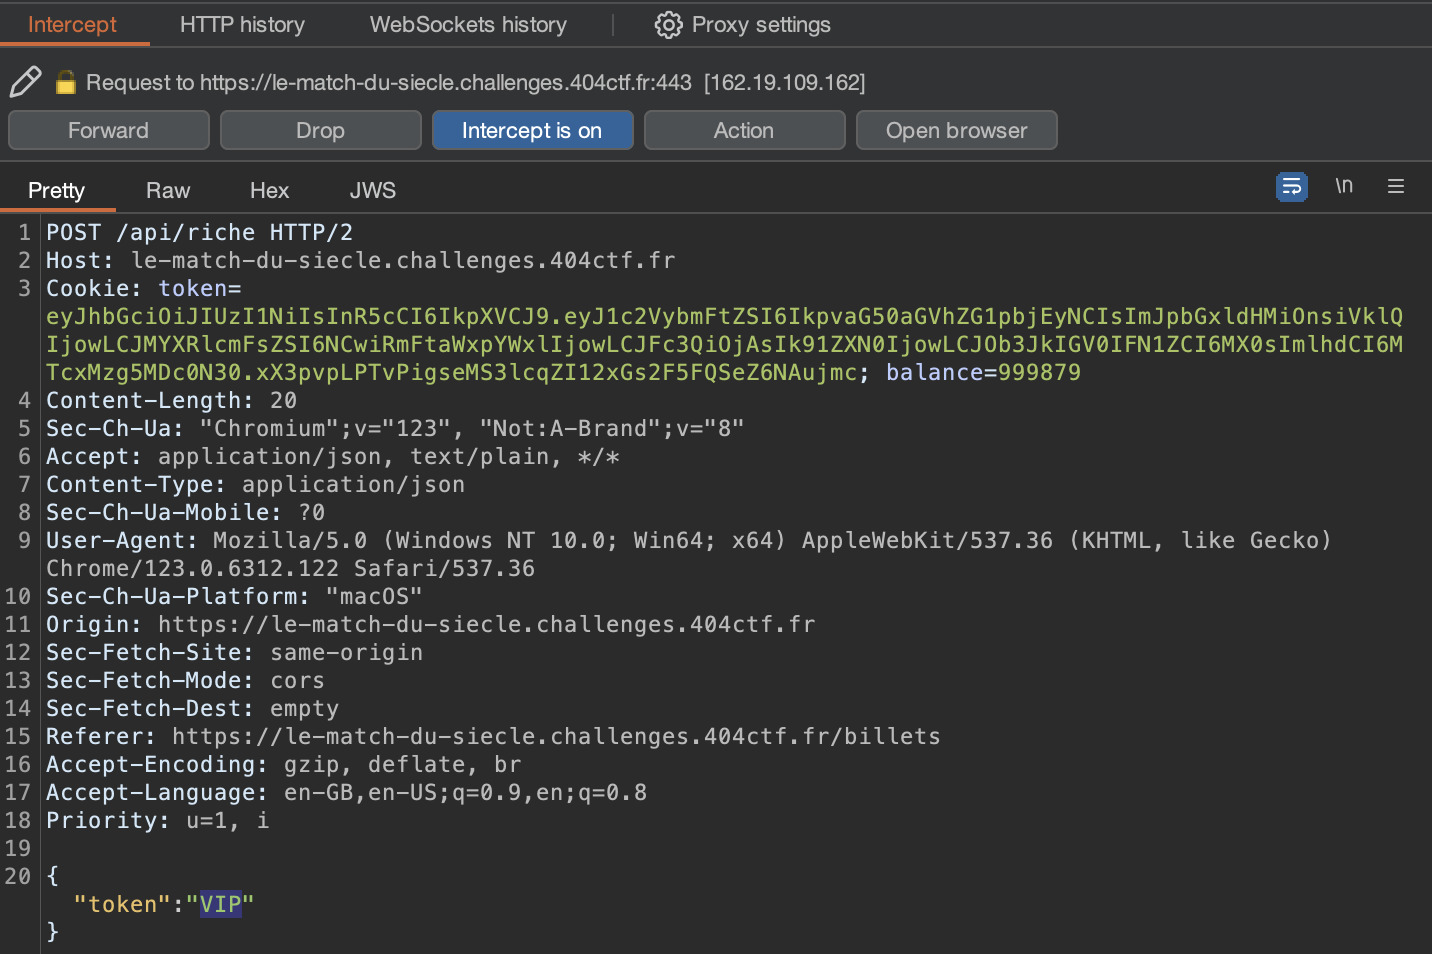 Intercept HTTP history WebSockets history Proxy settings
Request to https://le-match-du-siecle.challenges.404ctf.fr:443 [162.19.109.162]
Forward Drop Intercept is on Action Open browser
Pretty Raw Hex JWS \n
1 POST /api/riche HTTP/2
2 Host: le-match-du-siecle.challenges.404ctf.fr
3 Cookie: token=
eyJhbGciOiJIUzI1NiIsInR5cCI6IkpXVCJ9.eyJ1c2VybmFtZSI6IkpvaG50aGVhZG1pbjEyNCIsImJpbGxldHMiOnsiVklQ
IjowLCJMYXRlcmFsZSI6NCwiRmFtaWxpYWxlIjowLCJFc3QiOjAsIk91ZXN0IjowLCJOb3JkIGV0IFN1ZCI6MX0sImlhdCI6M
TcxMzg5MDc0N30.xX3pvpLPTvPigseMS3lcqZI12xGs2F5FQSeZ6NAujmc; balance=999879
4 Content-Length: 20
5 Sec-Ch-Ua: "Chromium";v="123", "Not:A-Brand";v="8"
6 Accept: application/json, text/plain, */*
7 Content-Type: application/json
8 Sec-Ch-Ua-Mobile: ?0
9 User-Agent: Mozilla/5.0 (Windows NT 10.0; Win64; x64) AppleWebKit/537.36 (KHTML, like Gecko)
Chrome/123.0.6312.122 Safari/537.36
10 Sec-Ch-Ua-Platform: "macOS"
11 Origin: https://le-match-du-siecle.challenges.404ctf.fr
12 Sec-Fetch-Site: same-origin
13 Sec-Fetch-Mode: cors
14 Sec-Fetch-Dest: empty
15 Referer: https://le-match-du-siecle.challenges.404ctf.fr/billets
16 Accept-Encoding: gzip, deflate, br
17 Accept-Language: en-GB,en-US;q=0.9,en;q=0.8
18 Priority: u=1, i
19
20 {
"token":"VIP"
}